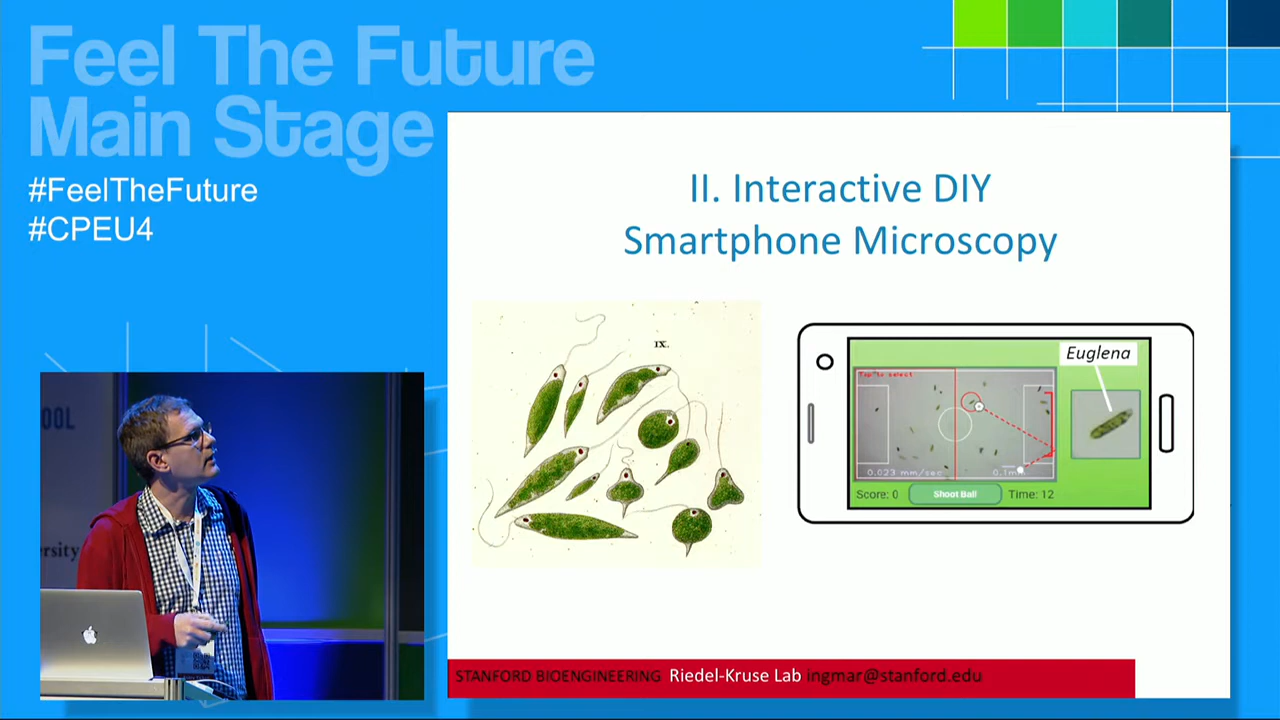 Feel The Future
Main Stage
#FeelTheFuture
#CPEU4
II. Interactive DIY
Smartphone Microscopy
IX.
Euglena
Tap to select
0.023 mm/sec
0.1mm
Score: 0
Shoot Ball
Time: 12
STANFORD BIOENGINEERING Riedel-Kruse Lab ingmar@stanford.edu